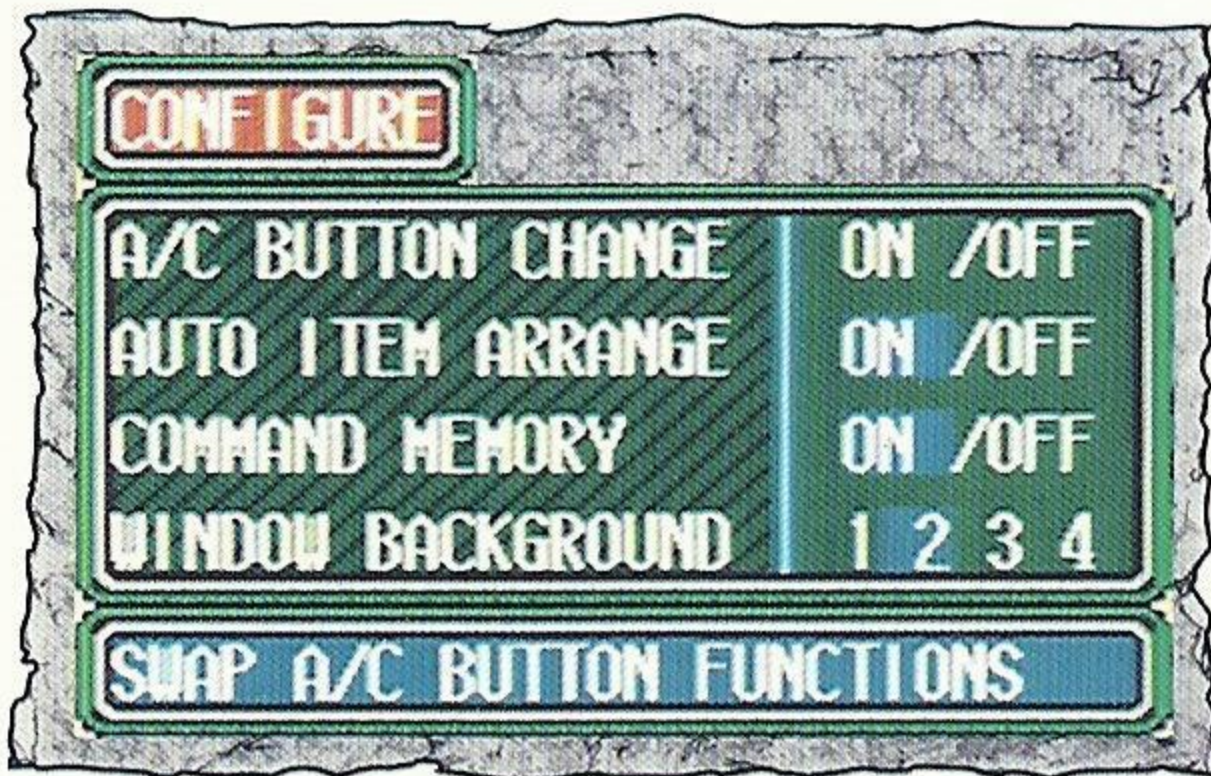 CONFIGURE
A/C BUTTON CHANGE ON /OFF
AUTO ITEM ARRANGE ON /OFF
COMMAND MEMORY ON /OFF
WINDOW BACKGROUND 1 2 3 4
SWAP A/C BUTTON FUNCTIONS